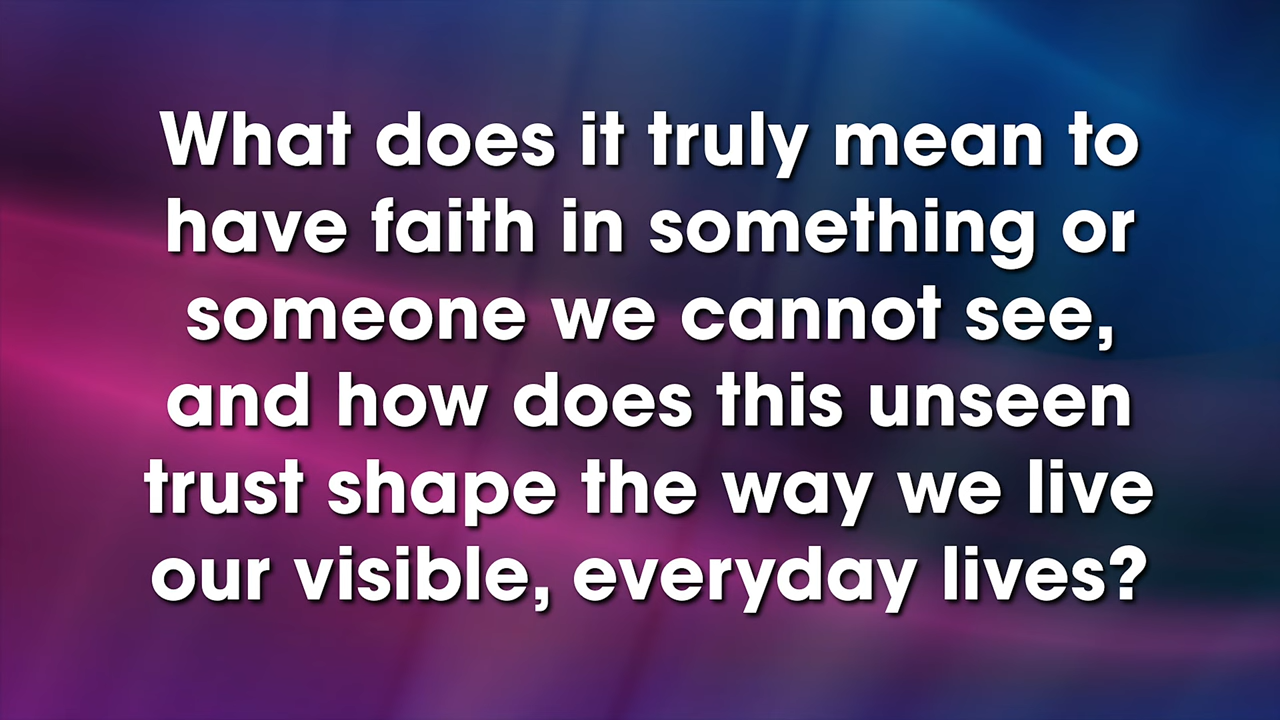 What does it truly mean to
have faith in something or
someone we cannot see,
and how does this unseen
trust shape the way we live
our visible, everyday lives?